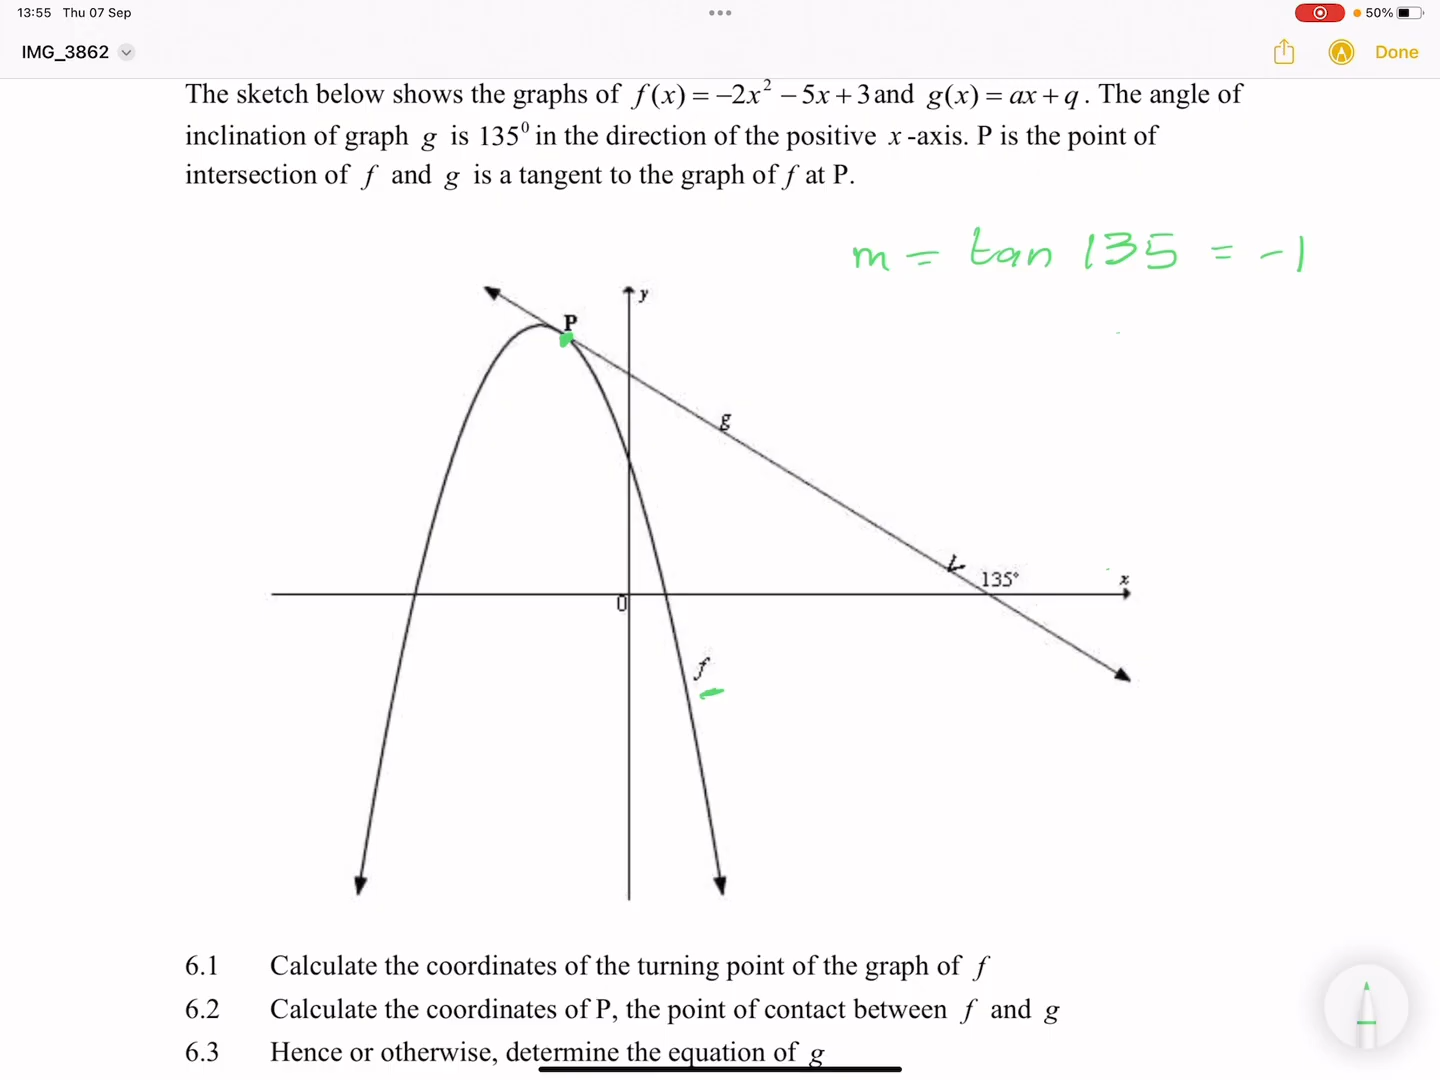 13:55 Thu 07 Sep
50%
IMG_3862
Done
The sketch below shows the graphs of f(x) = −2x² − 5x + 3 and g(x) = ax + q. The angle of
inclination of graph g is 135⁰ in the direction of the positive x -axis. P is the point of
intersection of f and g is a tangent to the graph of f at P.
m = tan 135 = -1
y
P
g
135°
x
0
f
6.1 Calculate the coordinates of the turning point of the graph of f
6.2 Calculate the coordinates of P, the point of contact between f and g
6.3 Hence or otherwise, determine the equation of g